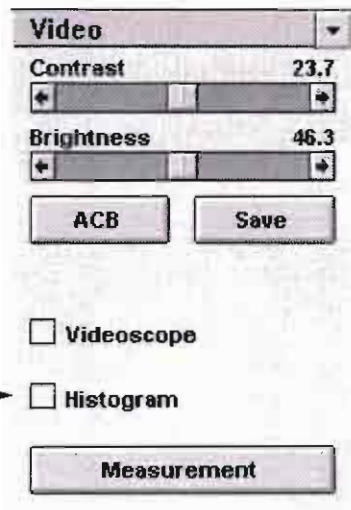 Video
Contrast 23.7
Brightness 46.3
ACB Save
Videoscope
Histogram
Measurement